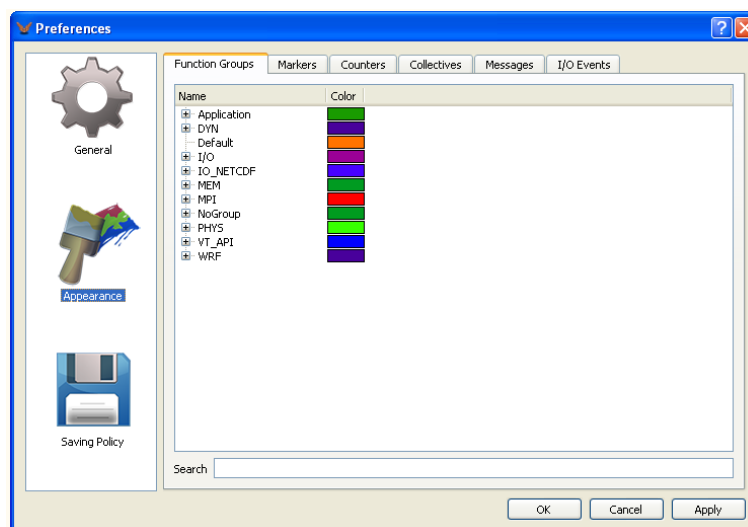 Preferences
General
Appearance
Saving Policy
Function Groups Markers Counters Collectives Messages I/O Events
Name Color
Application
DYN
Default
I/O
IO_NETCDF
MEM
MPI
NoGroup
PHYS
VT_API
WRF
Search
OK Cancel Apply